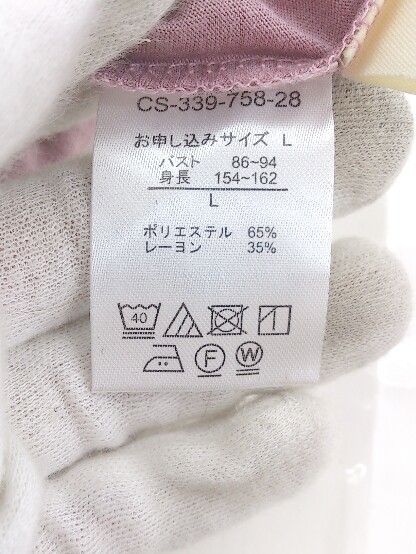 CS-339-758-28
お申し込みサイズ L
バスト 86~94
身長 154~162
L
ポリエステル 65%
レーヨン 35%
40
F W